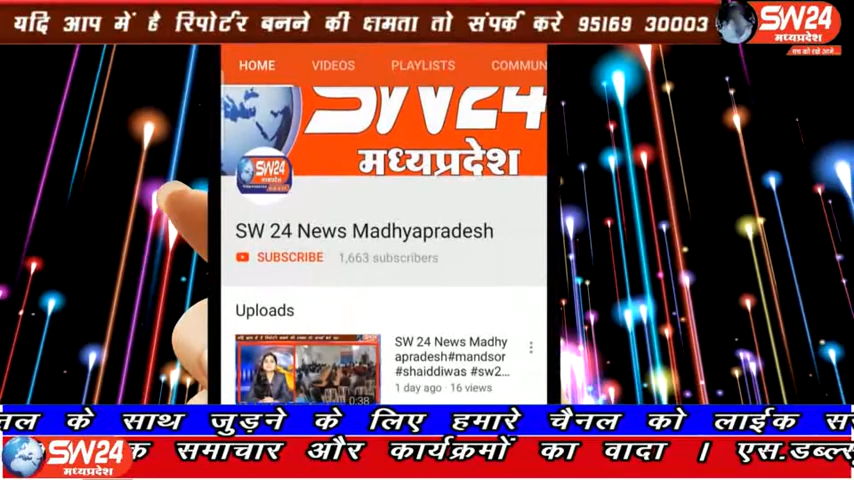 यदि आप में है रिपोर्टर बनने की क्षमता तो संपर्क करे 95169 30003
SW24
मध्यप्रदेश
HOME VIDEOS PLAYLISTS COMMUN
SW24
मध्यप्रदेश
SW24
SW 24 News Madhyapradesh
SUBSCRIBE 1,663 subscribers
Uploads
SW 24 News Madhy
apradesh#mandsor
#shaiddiwas #sw2...
1 day ago · 16 views
0:38
के साथ जुड़ने के लिए हमारे चैनल को लाईक
SW24
मध्यप्रदेश
समाचार और कार्यक्रमों का वादा । एस.डब्ल्यु